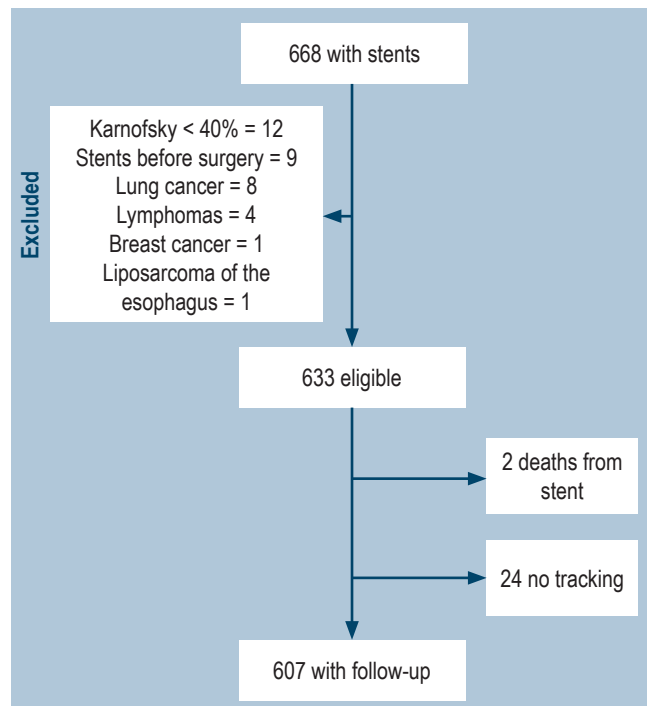 668 with stents
Excluded
Karnofsky < 40% = 12
Stents before surgery = 9
Lung cancer = 8
Lymphomas = 4
Breast cancer = 1
Liposarcoma of the
esophagus = 1
633 eligible
2 deaths from
stent
24 no tracking
607 with follow-up